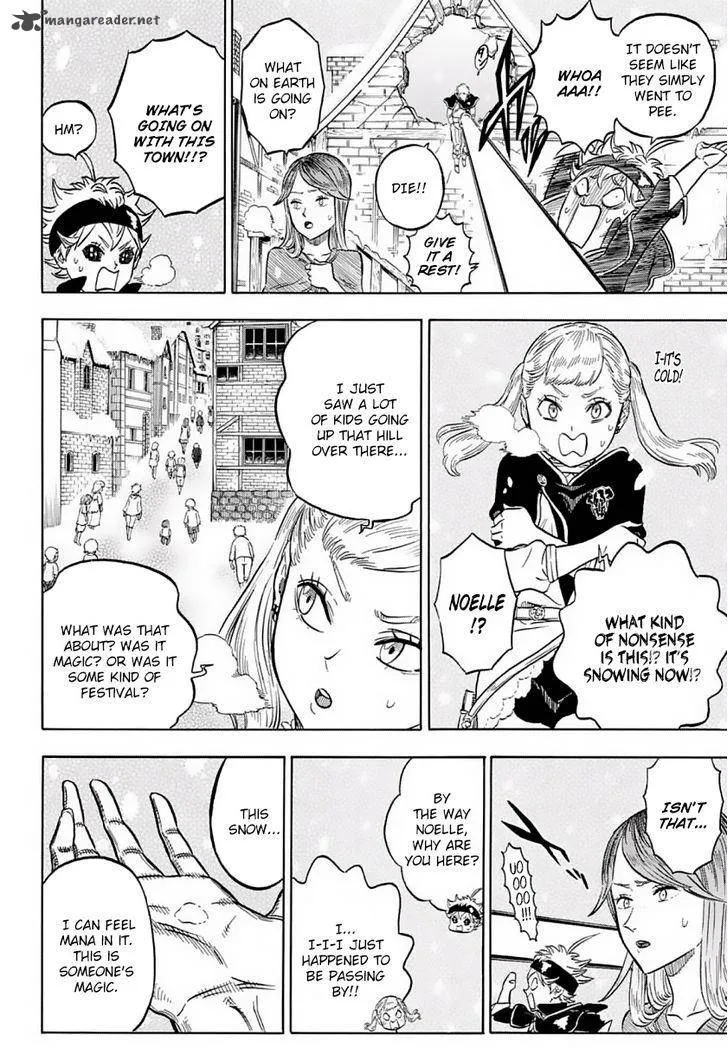 mangareader.net
IT DOESN'T
SEEM LIKE
THEY SIMPLY
WENT TO
PEE.
WHOA
AAA!!
WHAT
ON EARTH
IS GOING
ON?
DIE!!
GIVE
IT A
REST!
WHAT'S
GOING ON
WITH THIS
TOWN!!?
HM?
I-IT'S
COLD!
NOELLE
!?
WHAT KIND
OF NONSENSE
IS THIS!? IT'S
SNOWING NOW!?
I JUST
SAW A LOT
OF KIDS GOING
UP THAT HILL
OVER THERE...
WHAT WAS THAT
ABOUT? WAS IT
MAGIC? OR WAS IT
SOME KIND OF
FESTIVAL?
ISN'T
THAT...
UO
OO
OO
!!!
BY
THE WAY
NOELLE,
WHY ARE
YOU HERE?
I...
I-I-I JUST
HAPPENED
TO BE
PASSING
BY!!
THIS
SNOW...
I CAN FEEL
MANA IN IT.
THIS IS
SOMEONE'S
MAGIC.